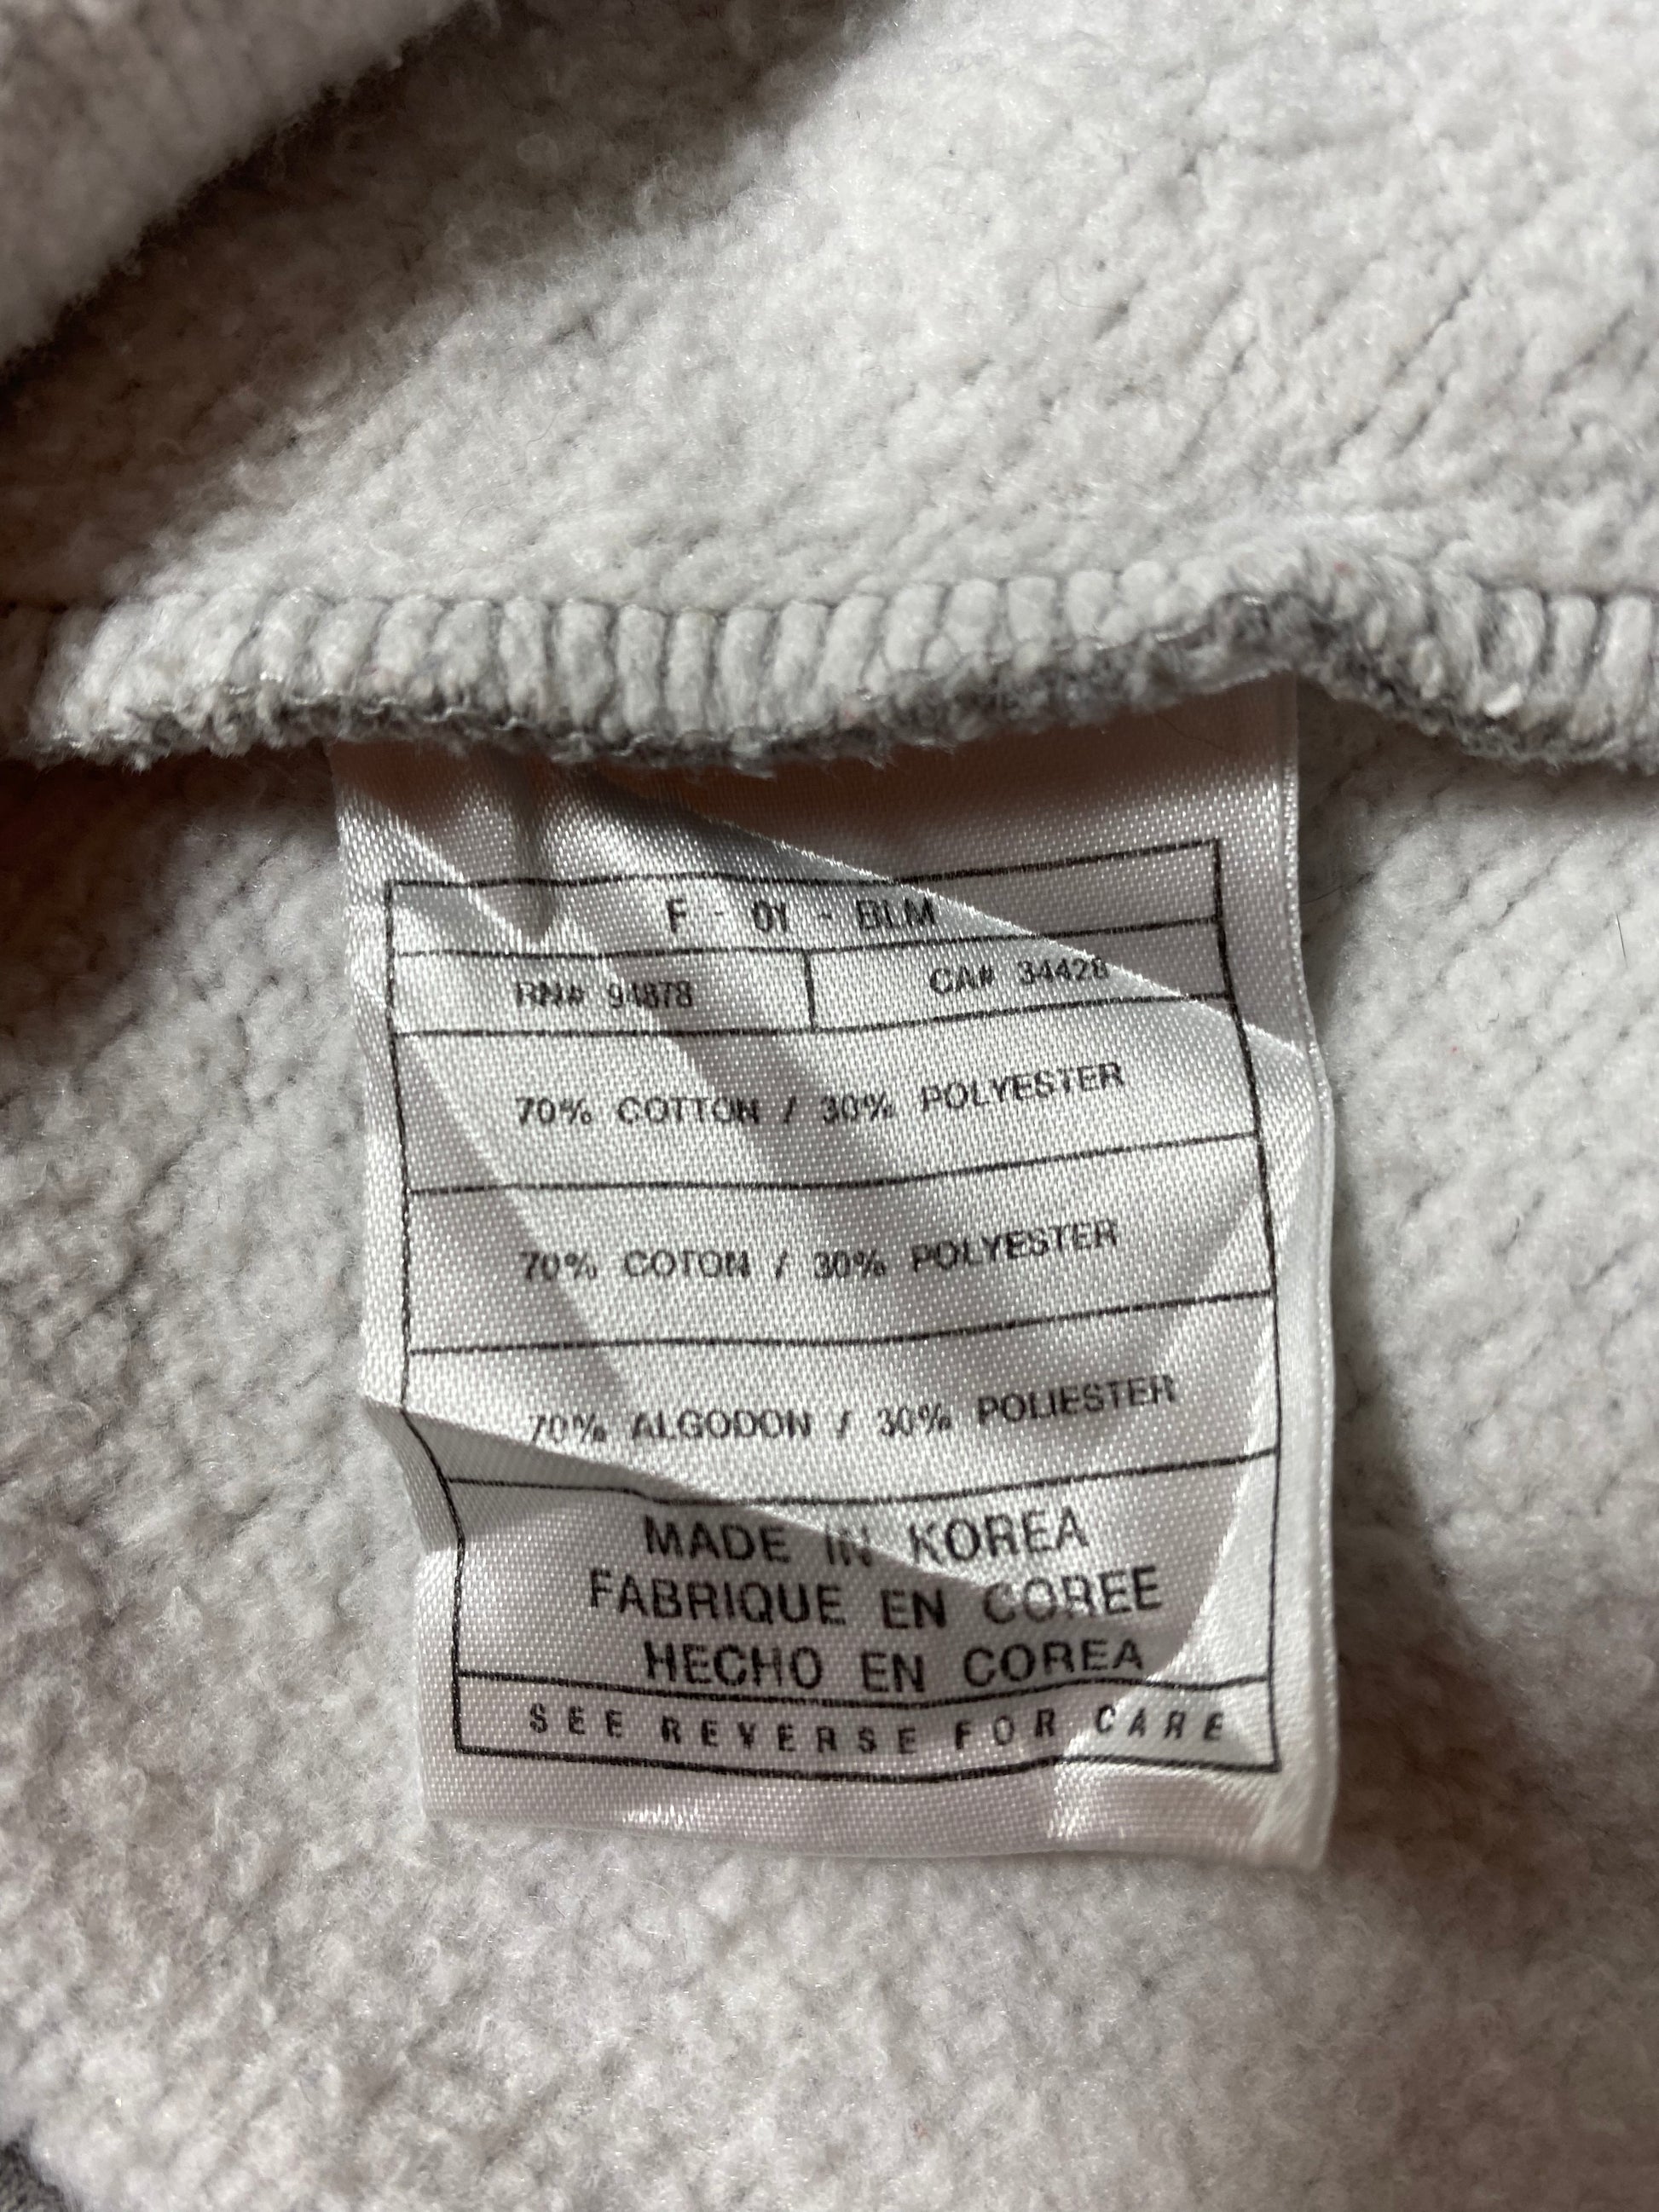 F - 01 - BLM
RN# 94878 CA# 34428
70% COTTON / 30% POLYESTER
70% COTON / 30% POLYESTER
70% ALGODON / 30% POLIESTER
MADE IN KOREA
FABRIQUE EN COREE
HECHO EN COREA
SEE REVERSE FOR CARE